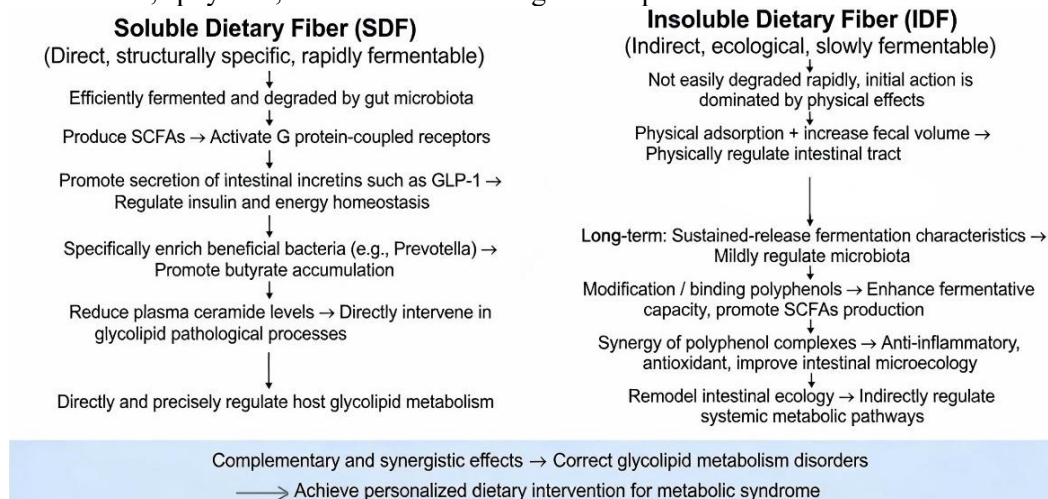 Soluble Dietary Fiber (SDF)
(Direct, structurally specific, rapidly fermentable)
Efficiently fermented and degraded by gut microbiota
Produce SCFAs → Activate G protein-coupled receptors
Promote secretion of intestinal incretins such as GLP-1 →
Regulate insulin and energy homeostasis
Specifically enrich beneficial bacteria (e.g., Prevotella) →
Promote butyrate accumulation
Reduce plasma ceramide levels → Directly intervene in
glycolipid pathological processes
Directly and precisely regulate host glycolipid metabolism
Insoluble Dietary Fiber (IDF)
(Indirect, ecological, slowly fermentable)
Not easily degraded rapidly, initial action is
dominated by physical effects
Physical adsorption + increase fecal volume →
Physically regulate intestinal tract
Long-term: Sustained-release fermentation characteristics →
Mildly regulate microbiota
Modification / binding polyphenols → Enhance fermentative
capacity, promote SCFAs production
Synergy of polyphenol complexes → Anti-inflammatory,
antioxidant, improve intestinal microecology
Remodel intestinal ecology → Indirectly regulate
systemic metabolic pathways
Complementary and synergistic effects → Correct glycolipid metabolism disorders
→ Achieve personalized dietary intervention for metabolic syndrome